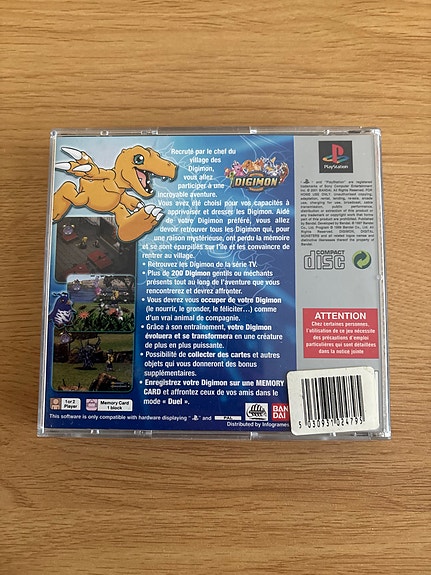 Recruté par le chef du
village des
Digimon,
vous allez
participer à une
incroyable aventure.
Vous avez été choisi pour vos capacités à
apprivoiser et dresser les Digimon. Aidé
de votre Digimon préféré, vous allez
devoir retrouver tous les Digimon qui, pour
une raison mystérieuse, ont perdu la mémoire
et se sont éparpillés sur l'île et les convaincre de
rentrer au village.
• Retrouvez les Digimon de la série TV.
• Plus de 200 Digimon gentils ou méchants
présents tout au long de l'aventure que vous
rencontrerez et devrez affronter.
• Vous devrez vous occuper de votre Digimon
(le nourrir, le gronder, le féliciter...) comme
d'un vrai animal de compagnie.
• Grâce à son entraînement, votre Digimon
évoluera et se transformera en une créature
de plus en plus puissante.
• Possibilité de collecter des cartes et autres
objets qui vous donneront des bonus
supplémentaires.
• Enregistrez votre Digimon sur une MEMORY
CARD et affrontez ceux de vos amis dans le
mode « Duel ».
DIGIMON
PlayStation
COMPACT
disc
ATTENTION
Chez certaines personnes,
l'utilisation de ce jeu nécessite
des précautions d'emploi
particulières qui sont détaillées
dans la notice jointe
1 or 2
Player
Memory Card
1 block
BAN
DAI
5 030931 024795
This software is only compatible with hardware displaying "
" and
PAL
Distributed by Infogrames